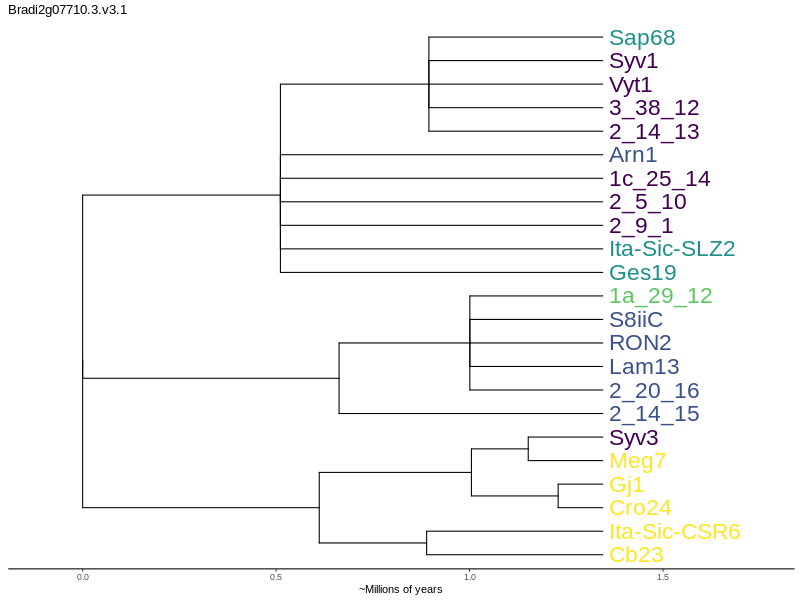 Bradi2g07710.3.v3.1
Sap68
Syv1
Vyt1
3_38_12
2_14_13
Arn1
1c_25_14
2_5_10
2_9_1
Ita-Sic-SLZ2
Ges19
1a_29_12
S8iiC
RON2
Lam13
2_20_16
2_14_15
Syv3
Meg7
Gj1
Cro24
Ita-Sic-CSR6
Cb23
0.0 0.5 1.0 1.5
~Millions of years